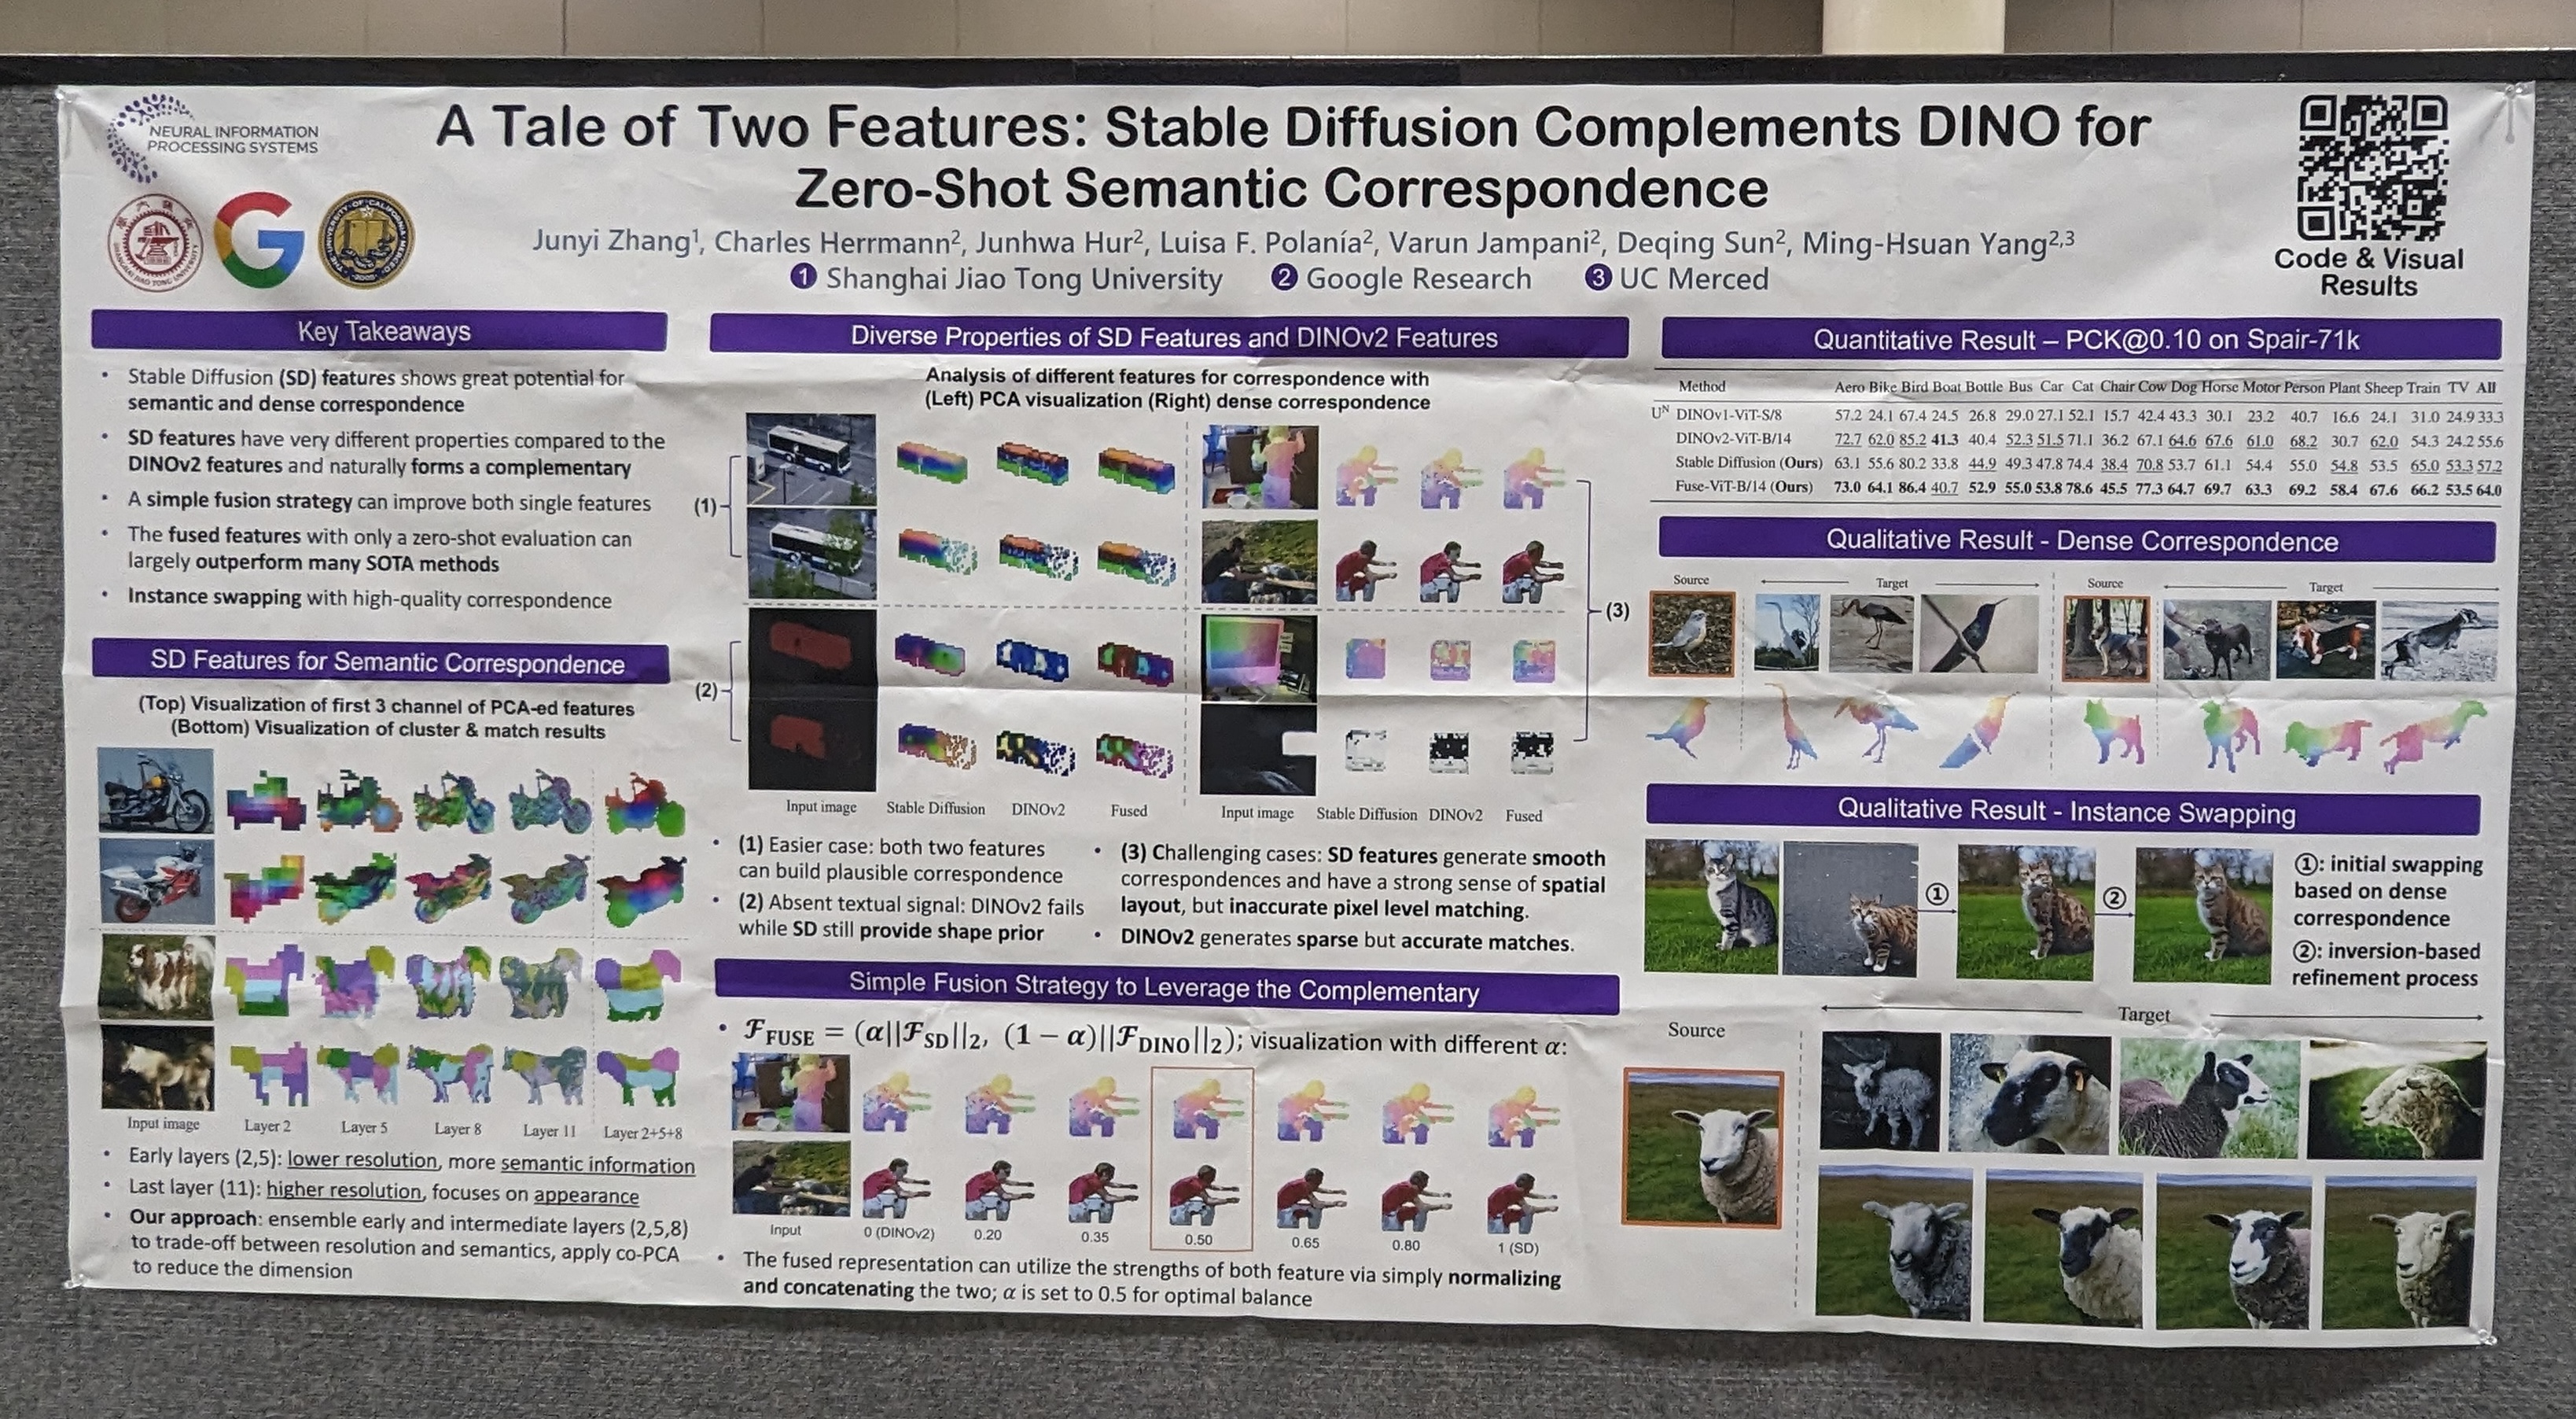 NEURAL INFORMATION
PROCESSING SYSTEMS
A Tale of Two Features: Stable Diffusion Complements DINO for
Zero-Shot Semantic Correspondence
Junyi Zhang¹, Charles Herrmann², Junhwa Hur², Luisa F. Polanía², Varun Jampani², Deqing Sun², Ming-Hsuan Yang²,³
1 Shanghai Jiao Tong University 2 Google Research 3 UC Merced
Code & Visual
Results
Key Takeaways
• Stable Diffusion (SD) features shows great potential for
semantic and dense correspondence
• SD features have very different properties compared to the
DINOv2 features and naturally forms a complementary
• A simple fusion strategy can improve both single features
• The fused features with only a zero-shot evaluation can
largely outperform many SOTA methods
• Instance swapping with high-quality correspondence
SD Features for Semantic Correspondence
(Top) Visualization of first 3 channel of PCA-ed features
(Bottom) Visualization of cluster & match results
Input image Layer 2 Layer 5 Layer 8 Layer 11 Layer 2+5+8
• Early layers (2,5): lower resolution, more semantic information
• Last layer (11): higher resolution, focuses on appearance
• Our approach: ensemble early and intermediate layers (2,5,8)
to trade-off between resolution and semantics, apply co-PCA
to reduce the dimension
Diverse Properties of SD Features and DINOv2 Features
Analysis of different features for correspondence with
(Left) PCA visualization (Right) dense correspondence
(1)
(2)
(3)
Input image Stable Diffusion DINOv2 Fused Input image Stable Diffusion DINOv2 Fused
• (1) Easier case: both two features
can build plausible correspondence
• (2) Absent textual signal: DINOv2 fails
while SD still provide shape prior
• (3) Challenging cases: SD features generate smooth
correspondences and have a strong sense of spatial
layout, but inaccurate pixel level matching.
• DINOv2 generates sparse but accurate matches.
Simple Fusion Strategy to Leverage the Complementary
• ℱFUSE = (α||ℱSD||₂, (1 − α)||ℱDINO||₂); visualization with different α:
Input 0 (DINOv2) 0.20 0.35 0.50 0.65 0.80 1 (SD)
• The fused representation can utilize the strengths of both feature via simply normalizing
and concatenating the two; α is set to 0.5 for optimal balance
Quantitative Result – PCK@0.10 on Spair-71k
Method Aero Bike Bird Boat Bottle Bus Car Cat Chair Cow Dog Horse Motor Person Plant Sheep Train TV All
Uᴺ DINOv1-ViT-S/8 57.2 24.1 67.4 24.5 26.8 29.0 27.1 52.1 15.7 42.4 43.3 30.1 23.2 40.7 16.6 24.1 31.0 24.9 33.3
DINOv2-ViT-B/14 72.7 62.0 85.2 41.3 40.4 52.3 51.5 71.1 36.2 67.1 64.6 67.6 61.0 68.2 30.7 62.0 54.3 24.2 55.6
Stable Diffusion (Ours) 63.1 55.6 80.2 33.8 44.9 49.3 47.8 74.4 38.4 70.8 53.7 61.1 54.4 55.0 54.8 53.5 65.0 53.3 57.2
Fuse-ViT-B/14 (Ours) 73.0 64.1 86.4 40.7 52.9 55.0 53.8 78.6 45.5 77.3 64.7 69.7 63.3 69.2 58.4 67.6 66.2 53.5 64.0
Qualitative Result - Dense Correspondence
Source Target Source Target
Qualitative Result - Instance Swapping
① ②
①: initial swapping
based on dense
correspondence
②: inversion-based
refinement process
Source Target